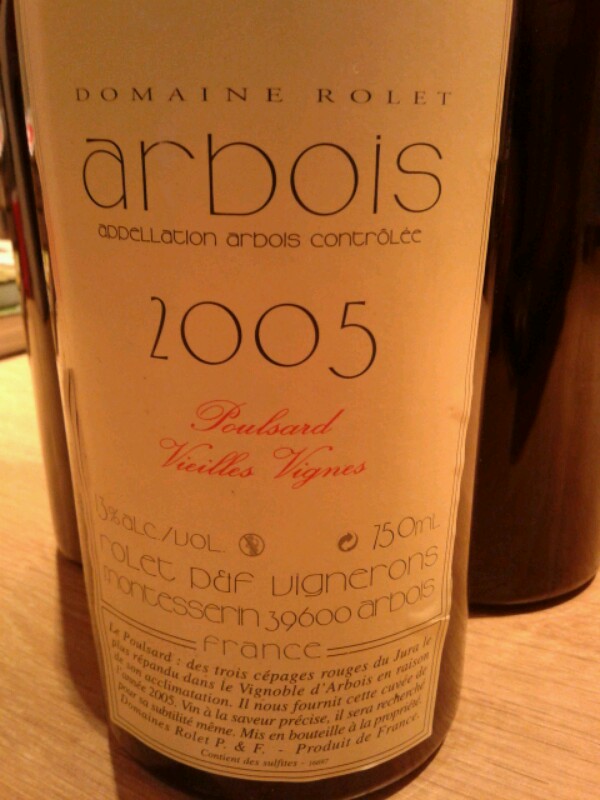 DOMAINE ROLET
arbois
appellation arbois contrôlée
2005
Poulsard
Vieilles Vignes
13%alc./vol. 750mL
rolet p&f vignerons
montesserin 39600 arbois
france
Le Poulsard : des trois cépages rouges du Jura le
plus répandu dans le Vignoble d'Arbois en raison
de son acclimatation. Il nous fournit cette cuvée de
l'année 2005. Vin à la saveur précise, il sera recherché
pour sa subtilité même. Mis en bouteille à la propriété.
Domaines Rolet P. & F. - Produit de France.
Contient des sulfites -